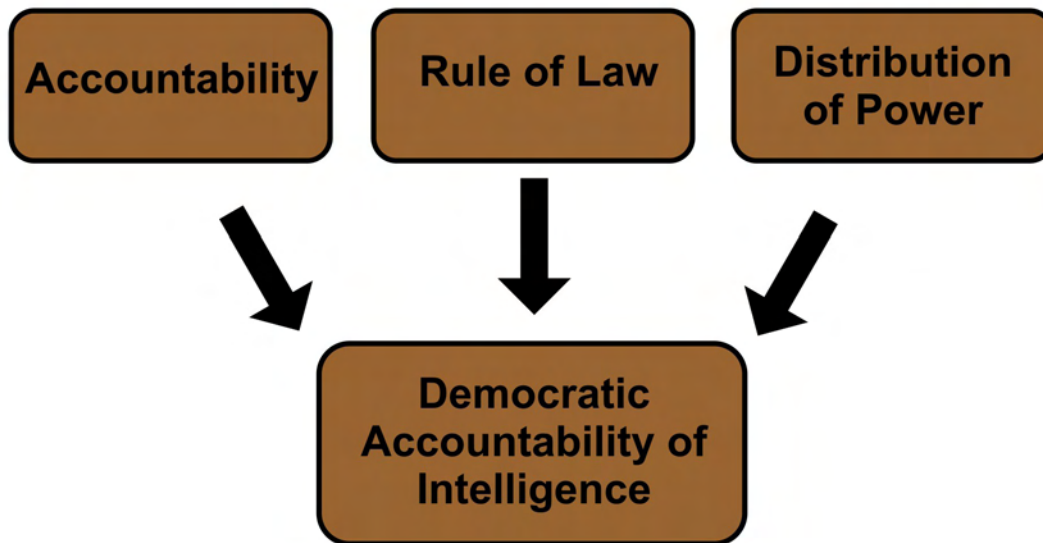 Accountability
Rule of Law
Distribution
of Power
Democratic
Accountability of
Intelligence